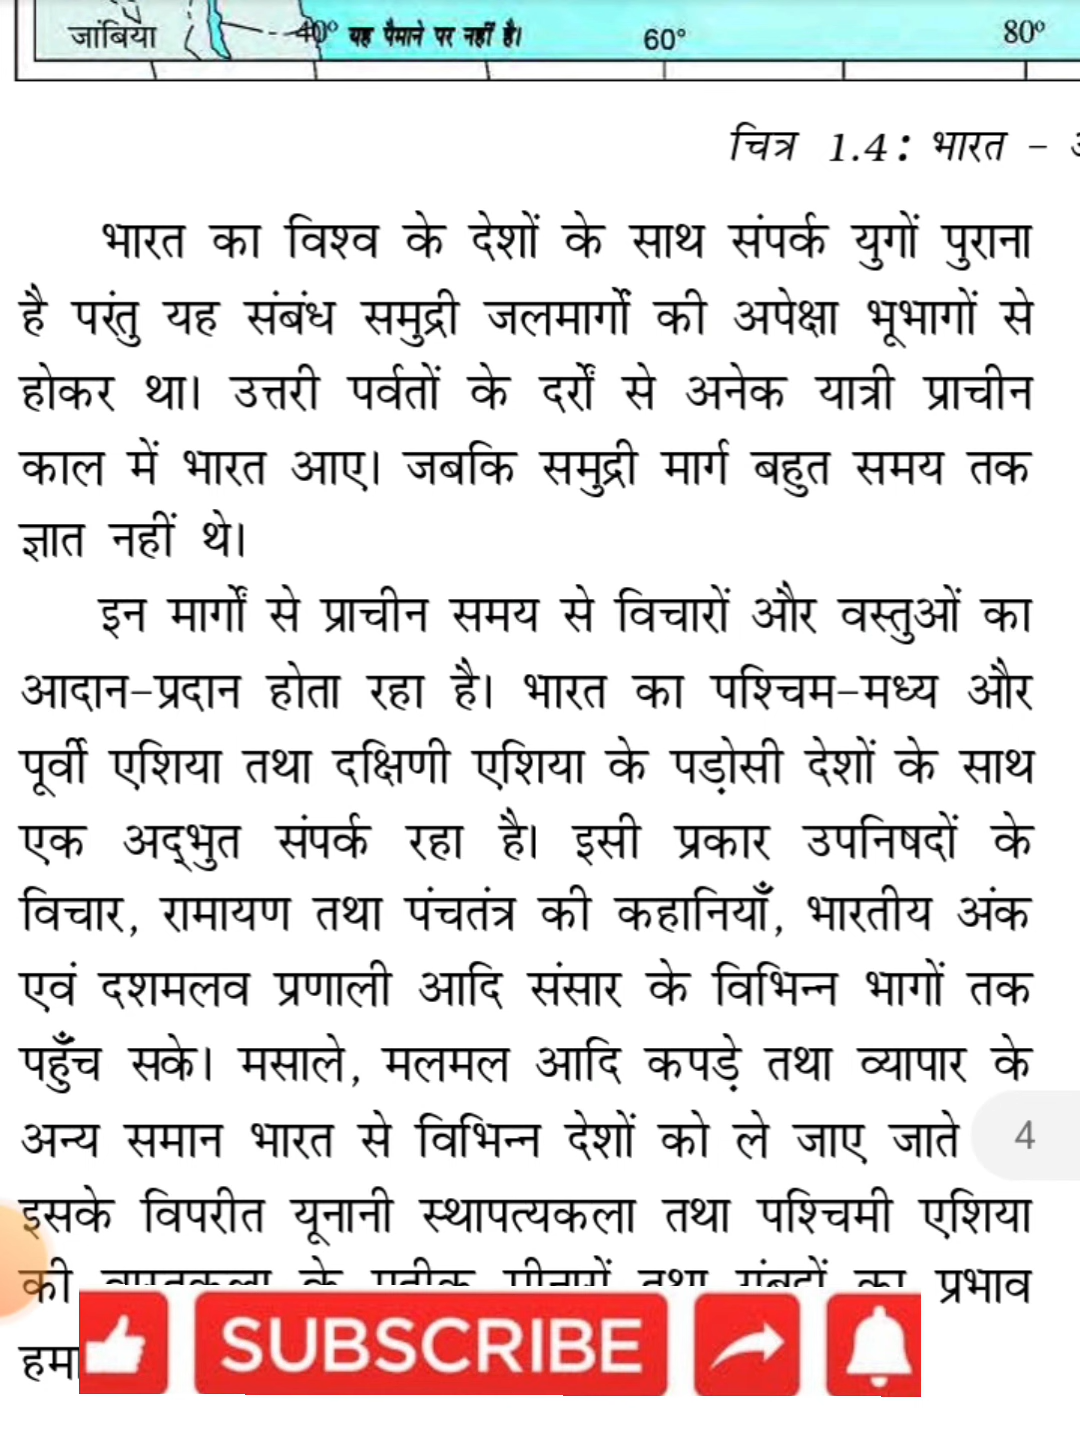 जांबिया
40° यह पैमाने पर नहीं है।
60°
80°
चित्र 1.4: भारत –
भारत का विश्व के देशों के साथ संपर्क युगों पुराना
है परंतु यह संबंध समुद्री जलमार्गों की अपेक्षा भूभागों से
होकर था। उत्तरी पर्वतों के दर्रों से अनेक यात्री प्राचीन
काल में भारत आए। जबकि समुद्री मार्ग बहुत समय तक
ज्ञात नहीं थे।
इन मार्गों से प्राचीन समय से विचारों और वस्तुओं का
आदान-प्रदान होता रहा है। भारत का पश्चिम-मध्य और
पूर्वी एशिया तथा दक्षिणी एशिया के पड़ोसी देशों के साथ
एक अद्भुत संपर्क रहा है। इसी प्रकार उपनिषदों के
विचार, रामायण तथा पंचतंत्र की कहानियाँ, भारतीय अंक
एवं दशमलव प्रणाली आदि संसार के विभिन्न भागों तक
पहुँच सके। मसाले, मलमल आदि कपड़े तथा व्यापार के
अन्य समान भारत से विभिन्न देशों को ले जाए जाते
4
इसके विपरीत यूनानी स्थापत्यकला तथा पश्चिमी एशिया
की के तथा का प्रभाव
SUBSCRIBE